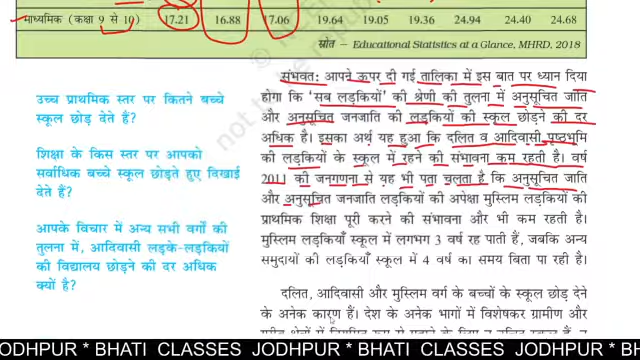 माध्यमिक (कक्षा 9 से 10) 17.21 16.88 17.06 19.64 19.05 19.36 24.94 24.40 24.68
स्रोत – Educational Statistics at a Glance, MHRD, 2018
उच्च प्राथमिक स्तर पर कितने बच्चे
स्कूल छोड़ देते हैं?
शिक्षा के किस स्तर पर आपको
सर्वाधिक बच्चे स्कूल छोड़ते हुए दिखाई
देते हैं?
आपके विचार में अन्य सभी वर्गों की
तुलना में, आदिवासी लड़के-लड़कियों
की विद्यालय छोड़ने की दर अधिक
क्यों है?
संभवतः आपने ऊपर दी गई तालिका में इस बात पर ध्यान दिया
होगा कि 'सब लड़कियों' की श्रेणी की तुलना में अनुसूचित जाति
और अनुसूचित जनजाति की लड़कियों की स्कूल छोड़ने की दर
अधिक है। इसका अर्थ यह हुआ कि दलित व आदिवासी पृष्ठभूमि
की लड़कियों के स्कूल में रहने की संभावना कम रहती है। वर्ष
2011 की जनगणना से यह भी पता चलता है कि अनुसूचित जाति
और अनुसूचित जनजाति लड़कियों की अपेक्षा मुस्लिम लड़कियों की
प्राथमिक शिक्षा पूरी करने की संभावना और भी कम रहती है।
मुस्लिम लड़कियाँ स्कूल में लगभग 3 वर्ष रह पाती हैं, जबकि अन्य
समुदायों की लड़कियाँ स्कूल में 4 वर्ष का समय बिता पा रही है।
दलित, आदिवासी और मुस्लिम वर्ग के बच्चों के स्कूल छोड़ देने
के अनेक कारण हैं। देश के अनेक भागों में विशेषकर ग्रामीण और
JODHPUR * BHATI CLASSES JODHPUR * BHATI CLASSES JODHPUR * BHATI